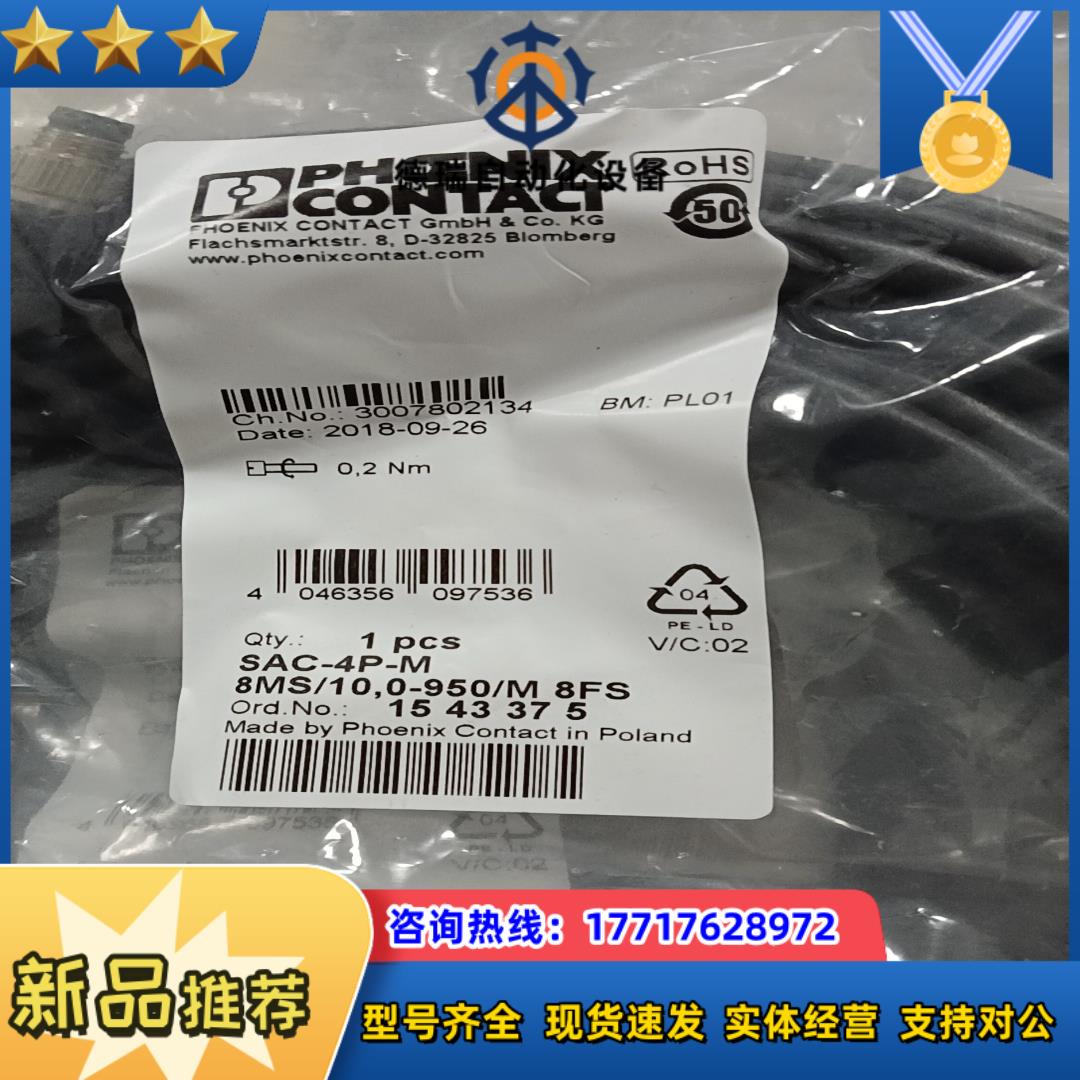 PHOENIX
CONTACT
德瑞自动化设备
RoHS
50
PHOENIX CONTACT GmbH & Co. KG
Flachsmarktstr. 8, D-32825 Blomberg
www.phoenixcontact.com
Ch.No.: 3007802134
BM: PL01
Date: 2018-09-26
0,2 Nm
4 046356 097536
04
PE-LD
V/C:02
Qty.: 1 pcs
SAC-4P-M
8MS/10,0-950/M 8FS
Ord.No.: 15 43 37 5
Made by Phoenix Contact in Poland
04
PE-LD
V/C:02
咨询热线：17717628972
新品推荐
型号齐全 现货速发 实体经营 支持对公